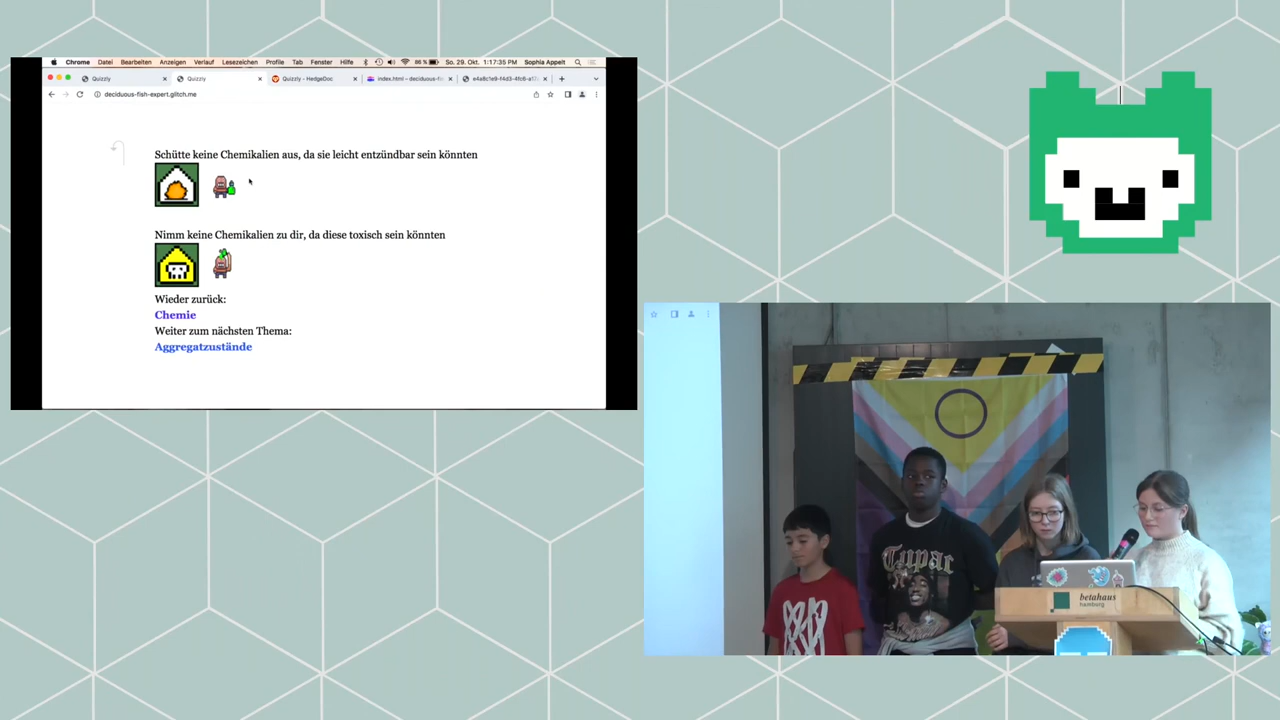 Chrome Datei Bearbeiten Anzeigen Verlauf Lesezeichen Profile Tab Fenster Hilfe 86 % So. 29. Okt. 1:17:35 PM Sophia Appelt
Quizzly Quizzly Quizzly - HedgeDoc index.html – deciduous-fis
deciduous-fish-expert.glitch.me
Schütte keine Chemikalien aus, da sie leicht entzündbar sein könnten
Nimm keine Chemikalien zu dir, da diese toxisch sein könnten
Wieder zurück:
Chemie
Weiter zum nächsten Thema:
Aggregatzustände
Tupac
betahaus
hamburg